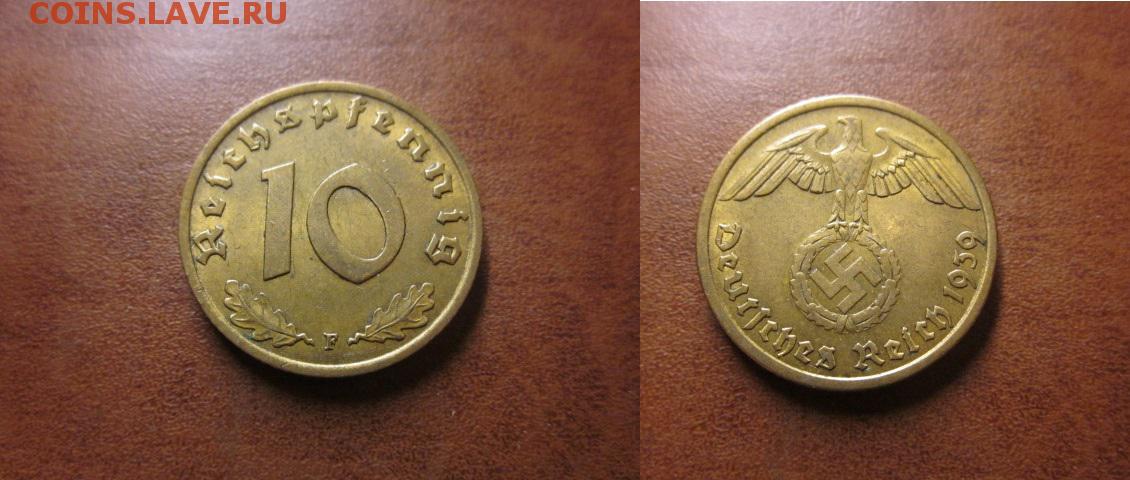 COINS.LAVE.RU
Reichspfennig
10
F
Deutsches Reich 1939